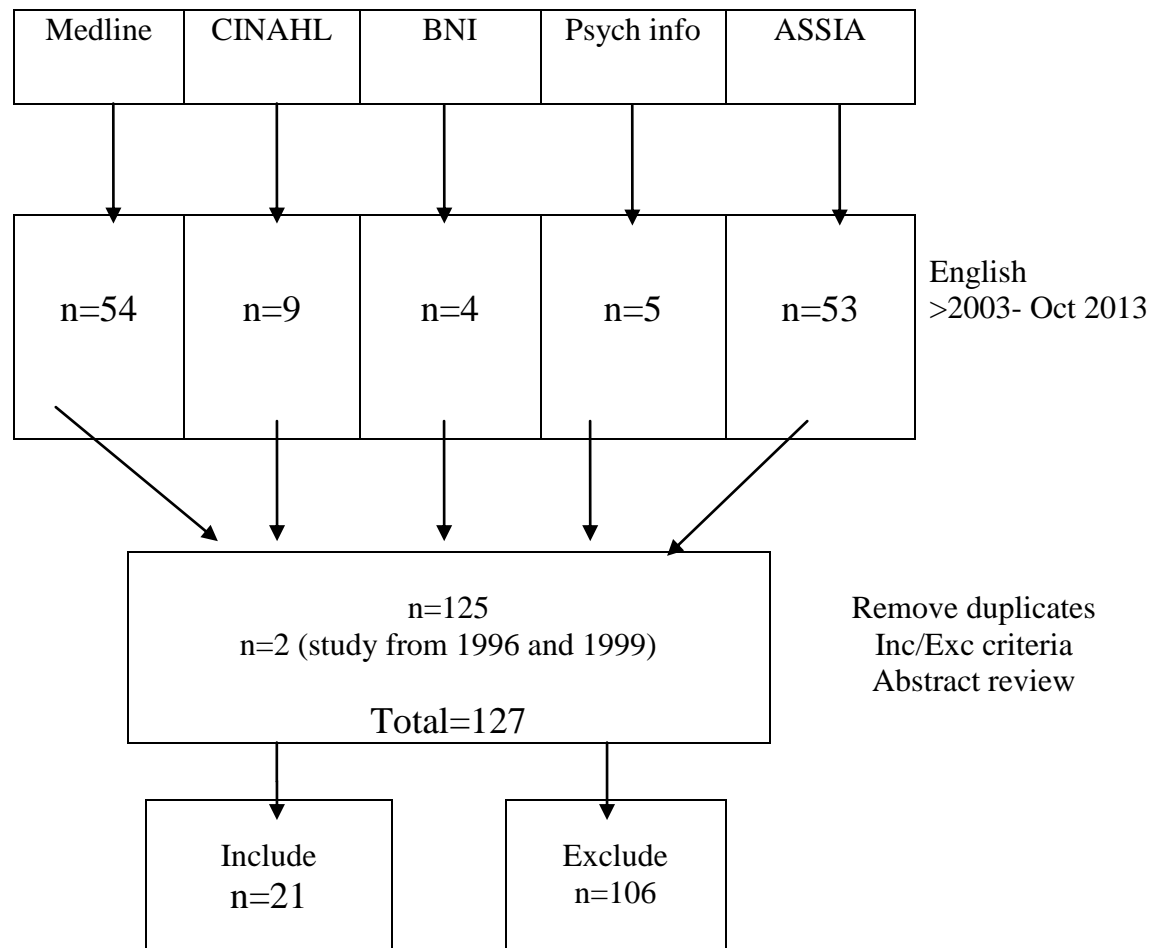 Medline CINAHL BNI Psych info ASSIA
n=54 n=9 n=4 n=5 n=53
English
>2003- Oct 2013
n=125
n=2 (study from 1996 and 1999)
Total=127
Remove duplicates
Inc/Exc criteria
Abstract review
Include
n=21
Exclude
n=106